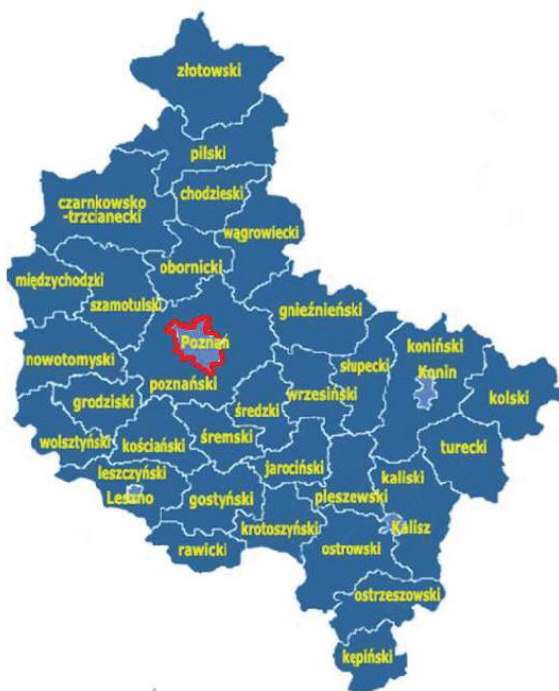 złotowski
pilski
chodzieski
czarnkowsko
-trzcianecki
wągrowiecki
obornicki
międzychodzki
szamotulski
gnieźnieński
Poznań
koniński
nowotomyski
słupecki
Konin
poznański
wrzesiński
kolski
grodziski
średzki
wolsztyński
kościański
śremski
turecki
jarociński
leszczyński
kaliski
Leszno
gostyński
pleszewski
krotoszyński
Kalisz
rawicki
ostrowski
ostrzeszowski
kępiński